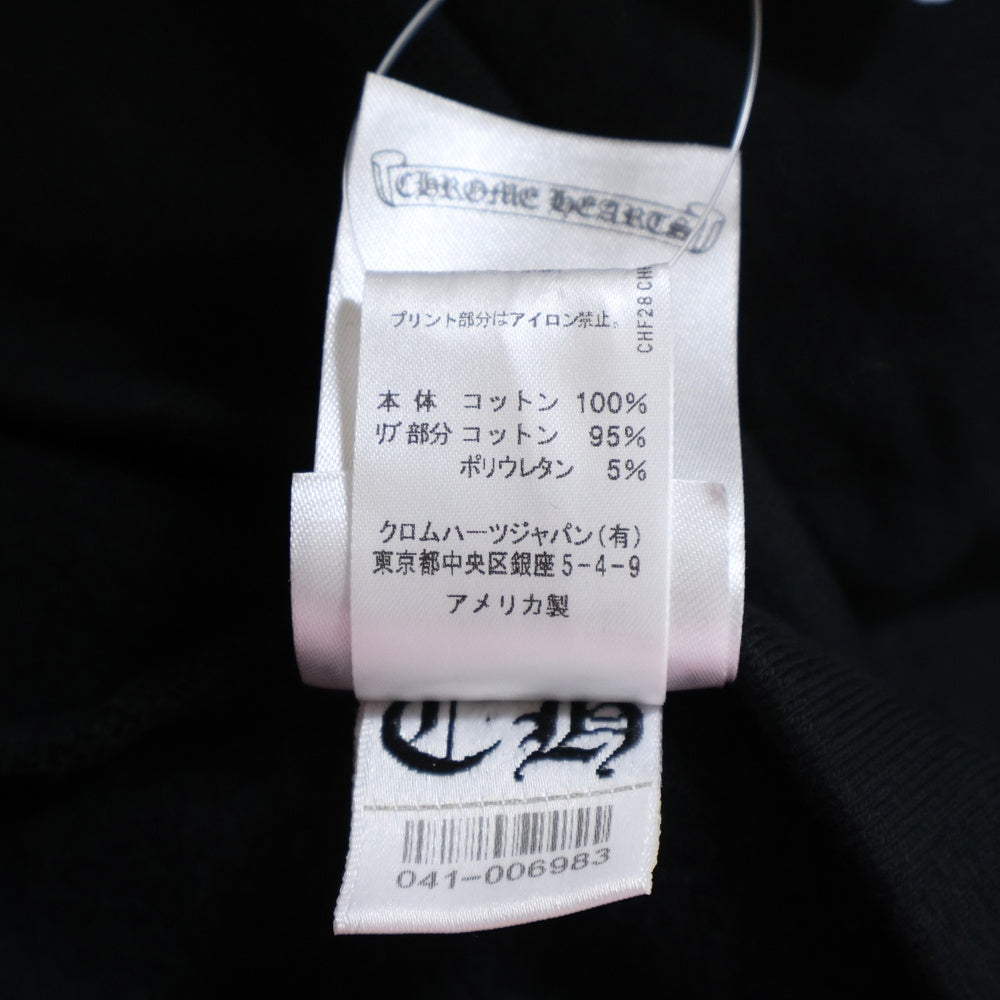 CHROME HEARTS
プリント部分はアイロン禁止。
CHF28
本体 コットン 100%
リブ部分 コットン 95%
ポリウレタン 5%
クロムハーツジャパン(有)
東京都中央区銀座5-4-9
アメリカ製
CH
041-006983